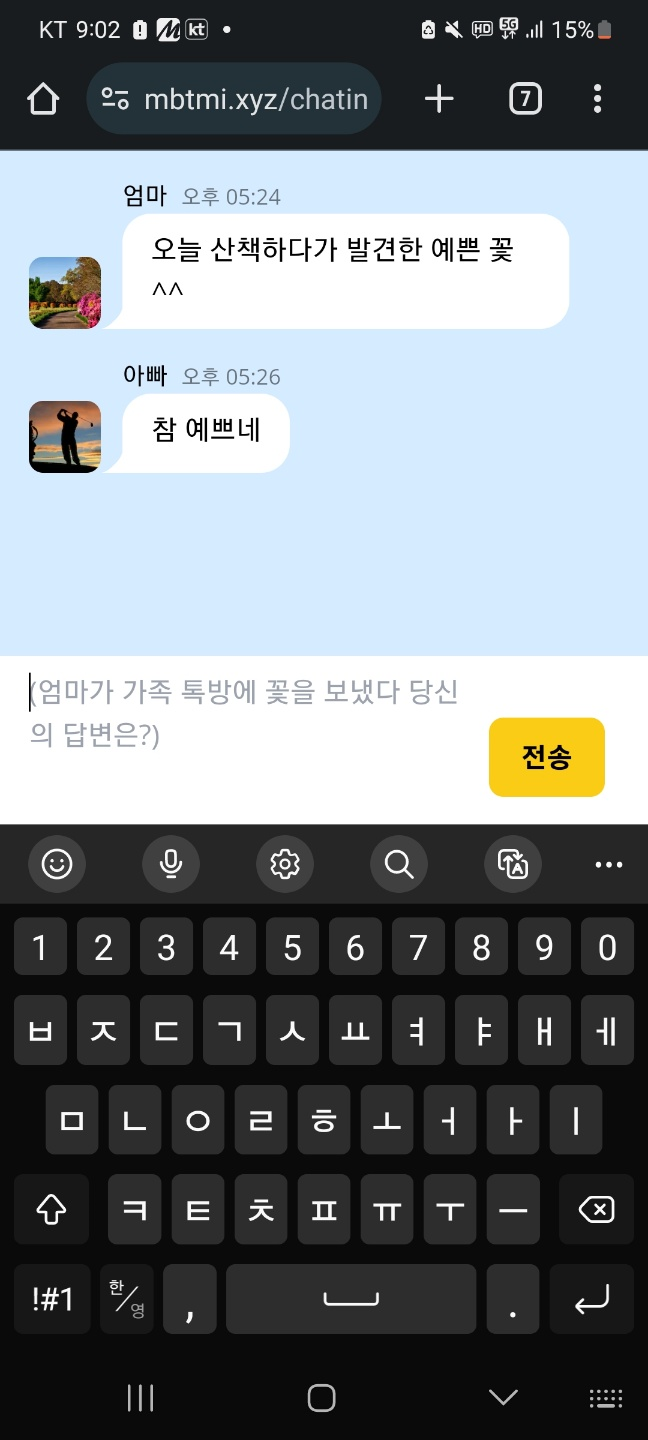 KT 9:02 M kt HD 5G 15%
mbtmi.xyz/chatin 7
엄마 오후 05:24
오늘 산책하다가 발견한 예쁜 꽃
^^
아빠 오후 05:26
참 예쁘네
(엄마가 가족 톡방에 꽃을 보냈다 당신
의 답변은?)
전송
1 2 3 4 5 6 7 8 9 0
ㅂ ㅈ ㄷ ㄱ ㅅ ㅛ ㅕ ㅑ ㅐ ㅔ
ㅁ ㄴ ㅇ ㄹ ㅎ ㅗ ㅓ ㅏ ㅣ
ㅋ ㅌ ㅊ ㅍ ㅠ ㅜ ㅡ
!#1 한/영 , .